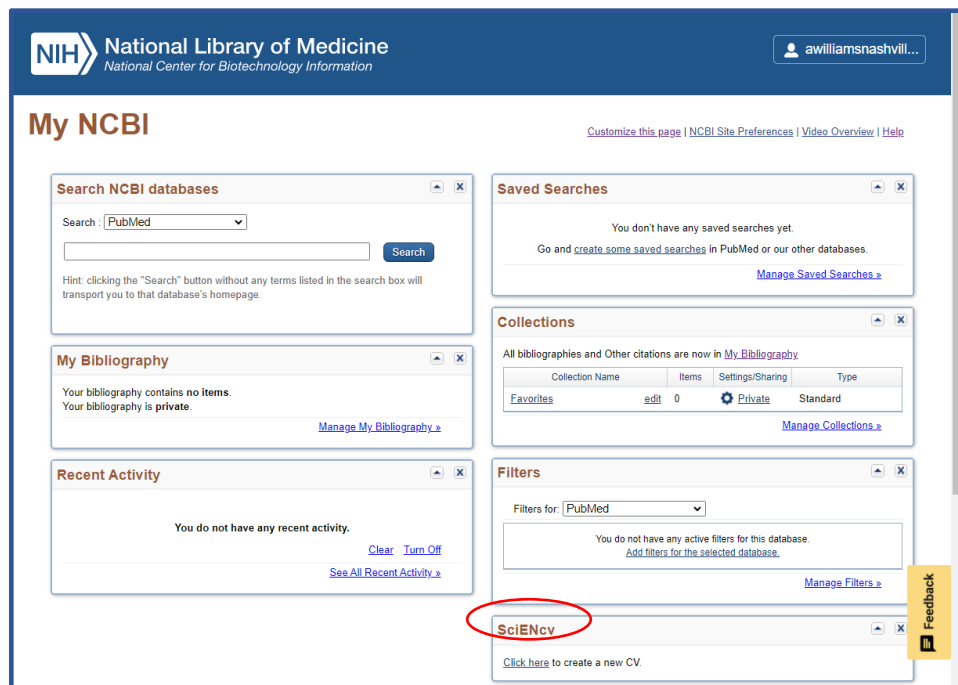 NIH
National Library of Medicine
National Center for Biotechnology Information
awilliamsnashvill...
My NCBI
Customize this page | NCBI Site Preferences | Video Overview | Help
Search NCBI databases
Search : PubMed
Search
Hint: clicking the "Search" button without any terms listed in the search box will
transport you to that database's homepage.
My Bibliography
Your bibliography contains no items.
Your bibliography is private.
Manage My Bibliography »
Recent Activity
You do not have any recent activity.
Clear Turn Off
See All Recent Activity »
Saved Searches
You don't have any saved searches yet.
Go and create some saved searches in PubMed or our other databases.
Manage Saved Searches »
Collections
All bibliographies and Other citations are now in My Bibliography
Collection Name Items Settings/Sharing Type
Favorites edit 0 Private Standard
Manage Collections »
Filters
Filters for: PubMed
You do not have any active filters for this database.
Add filters for the selected database.
Manage Filters »
SciENcv
Click here to create a new CV.
Feedback